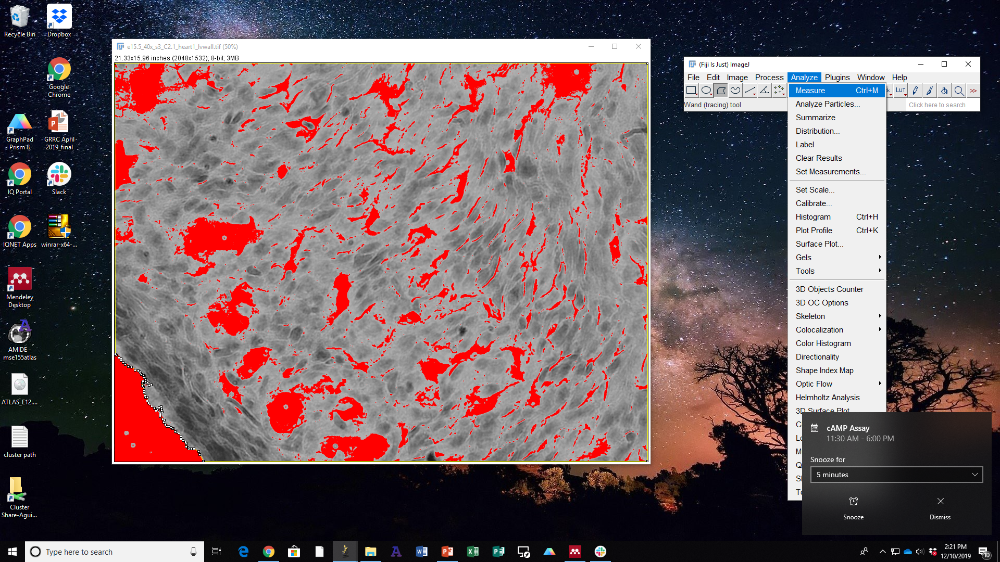 Recycle Bin
Dropbox
Google
Chrome
GraphPad
Prism 8
GRRC April
2019_final
IQ Portal
Slack
IQNET Apps
winrar-x64-...
Mendeley
Desktop
AMIDE -
mse155atlas
ATLAS_E12....
cluster path
Cluster
Share-Agui...
e15.5_40x_s3_C2.1_heart1_lvwall.tif (50%)
21.33x15.96 inches (2048x1532); 8-bit; 3MB
(Fiji Is Just) ImageJ
File Edit Image Process Analyze Plugins Window Help
LUT
>>
Wand (tracing) tool
Click here to search
Measure Ctrl+M
Analyze Particles...
Summarize
Distribution...
Label
Clear Results
Set Measurements...
Set Scale...
Calibrate...
Histogram Ctrl+H
Plot Profile Ctrl+K
Surface Plot...
Gels
Tools
3D Objects Counter
3D OC Options
Skeleton
Colocalization
Color Histogram
Directionality
Shape Index Map
Optic Flow
Helmholtz Analysis
3D Surface Plot
cAMP Assay
11:30 AM - 6:00 PM
Snooze for
5 minutes
Snooze
Dismiss
Type here to search
2:21 PM
12/10/2019
10